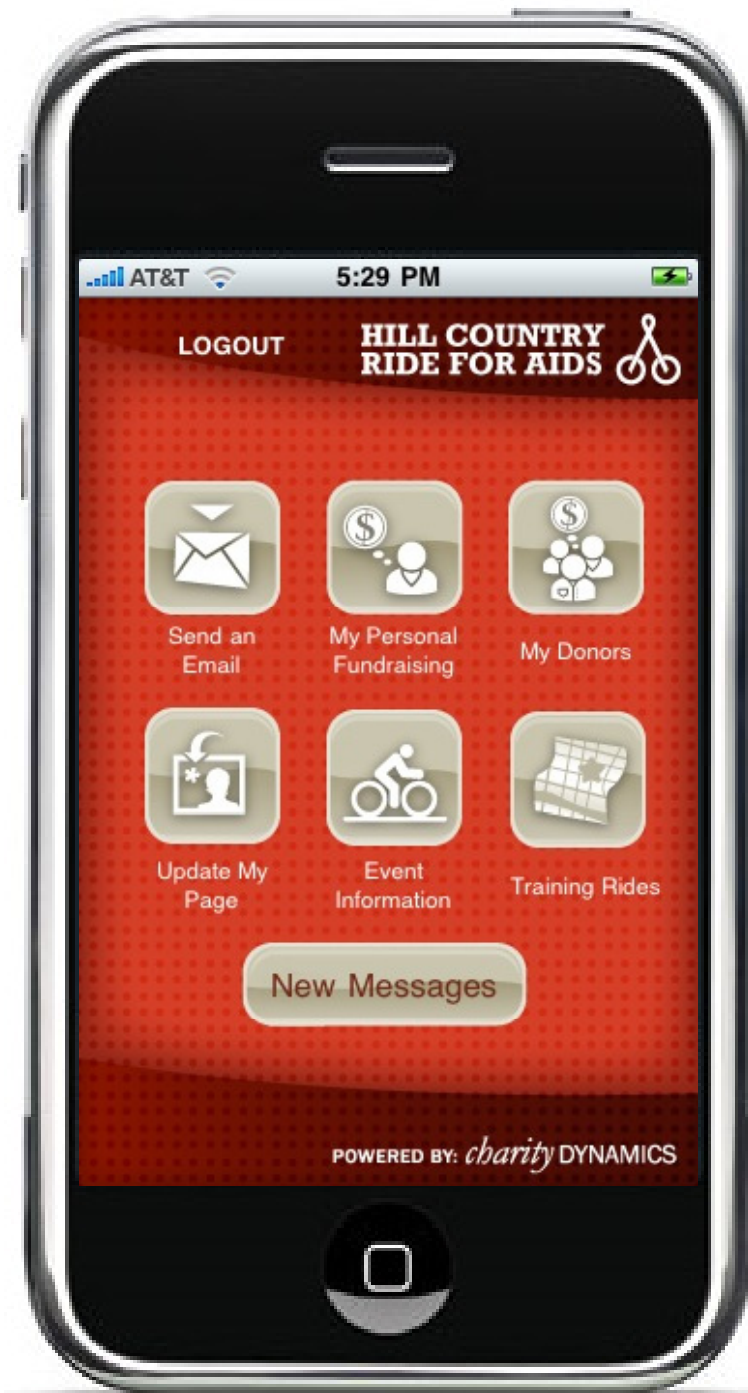 AT&T 5:29 PM
LOGOUT
HILL COUNTRY
RIDE FOR AIDS
$
$
Send an
Email
My Personal
Fundraising
My Donors
*
Update My
Page
Event
Information
Training Rides
New Messages
POWERED BY: charity DYNAMICS